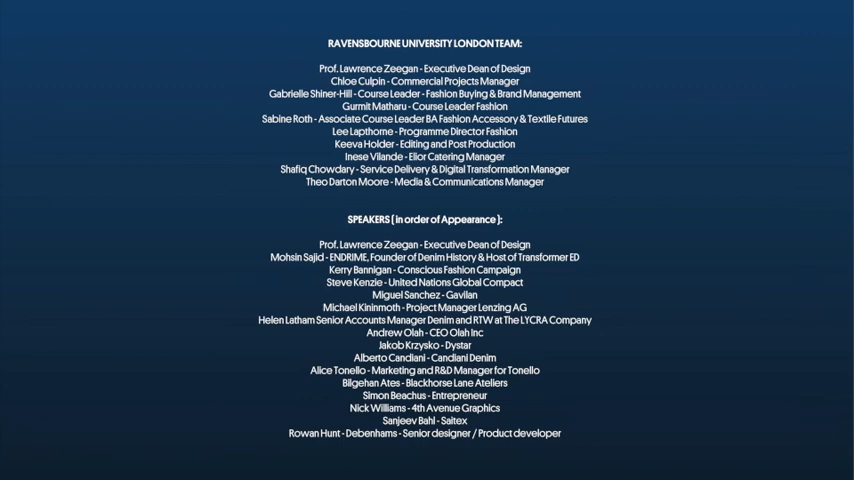 RAVENSBOURNE UNIVERSITY LONDON TEAM:
Prof. Lawrence Zeegan - Executive Dean of Design
Chloe Culpin - Commercial Projects Manager
Gabrielle Shiner-Hill - Course Leader - Fashion Buying & Brand Management
Gurmit Matharu - Course Leader Fashion
Sabine Roth - Associate Course Leader BA Fashion Accessory & Textile Futures
Lee Lapthorne - Programme Director Fashion
Keeva Holder - Editing and Post Production
Inese Vilande - Elior Catering Manager
Shafiq Chowdary - Service Delivery & Digital Transformation Manager
Theo Darton Moore - Media & Communications Manager
SPEAKERS ( in order of Appearance ):
Prof. Lawrence Zeegan - Executive Dean of Design
Mohsin Sajid - ENDRIME, Founder of Denim History & Host of Transformer ED
Kerry Bannigan - Conscious Fashion Campaign
Steve Kenzie - United Nations Global Compact
Miguel Sanchez - Gavilan
Michael Kininmoth - Project Manager Lenzing AG
Helen Latham Senior Accounts Manager Denim and RTW at The LYCRA Company
Andrew Olah - CEO Olah Inc
Jakob Krzysko - Dystar
Alberto Candiani - Candiani Denim
Alice Tonello - Marketing and R&D Manager for Tonello
Bilgehan Ates - Blackhorse Lane Ateliers
Simon Beachus - Entrepreneur
Nick Williams - 4th Avenue Graphics
Sanjeev Bahl - Saitex
Rowan Hunt - Debenhams - Senior designer / Product developer